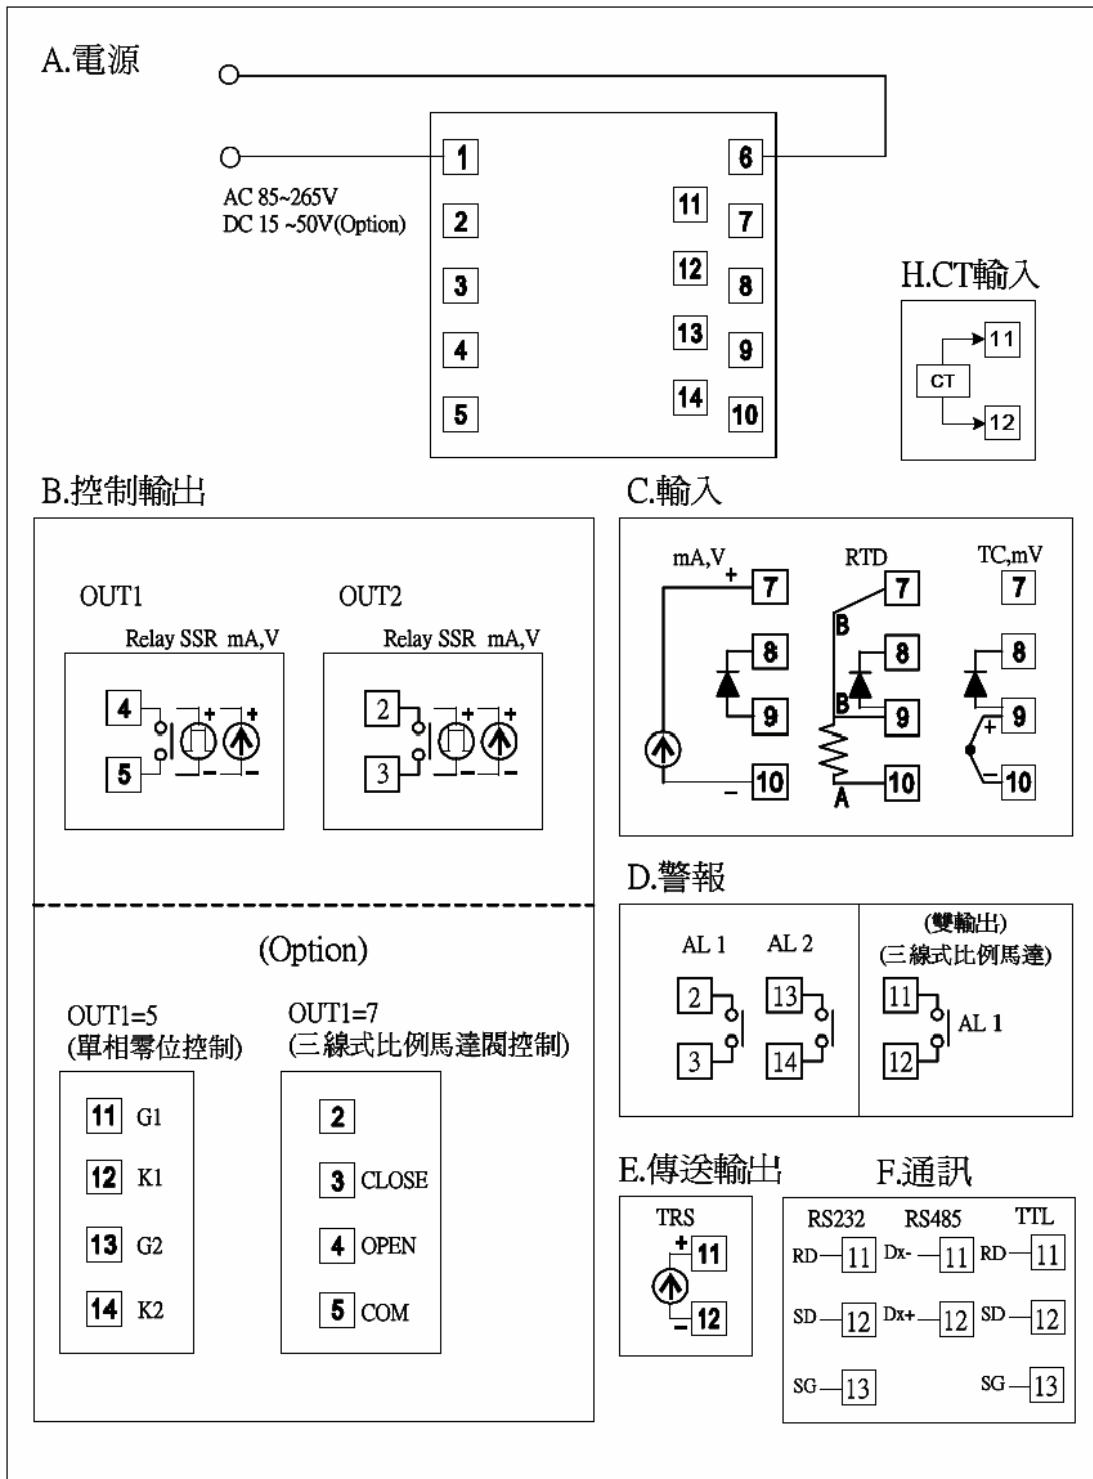 A.電源
AC 85~265V
DC 15 ~50V(Option)
1
2
3
4
5
6
7
8
9
10
11
12
13
14
H.CT輸入
CT
11
12
B.控制輸出
OUT1
Relay SSR mA,V
4
5
+ +
− −
OUT2
Relay SSR mA,V
2
3
+ +
− −
(Option)
OUT1=5
(單相零位控制)
11 G1
12 K1
13 G2
14 K2
OUT1=7
(三線式比例馬達閥控制)
2
3 CLOSE
4 OPEN
5 COM
C.輸入
mA,V
+ 7
8
9
− 10
RTD
7
B
8
B 9
A 10
TC,mV
7
8
+ 9
− 10
D.警報
AL 1
2
3
AL 2
13
14
(雙輸出)
(三線式比例馬達)
11
AL 1
12
E.傳送輸出
TRS
+ 11
− 12
F.通訊
RS232 RS485 TTL
RD 11 Dx- 11 RD 11
SD 12 Dx+ 12 SD 12
SG 13 SG 13